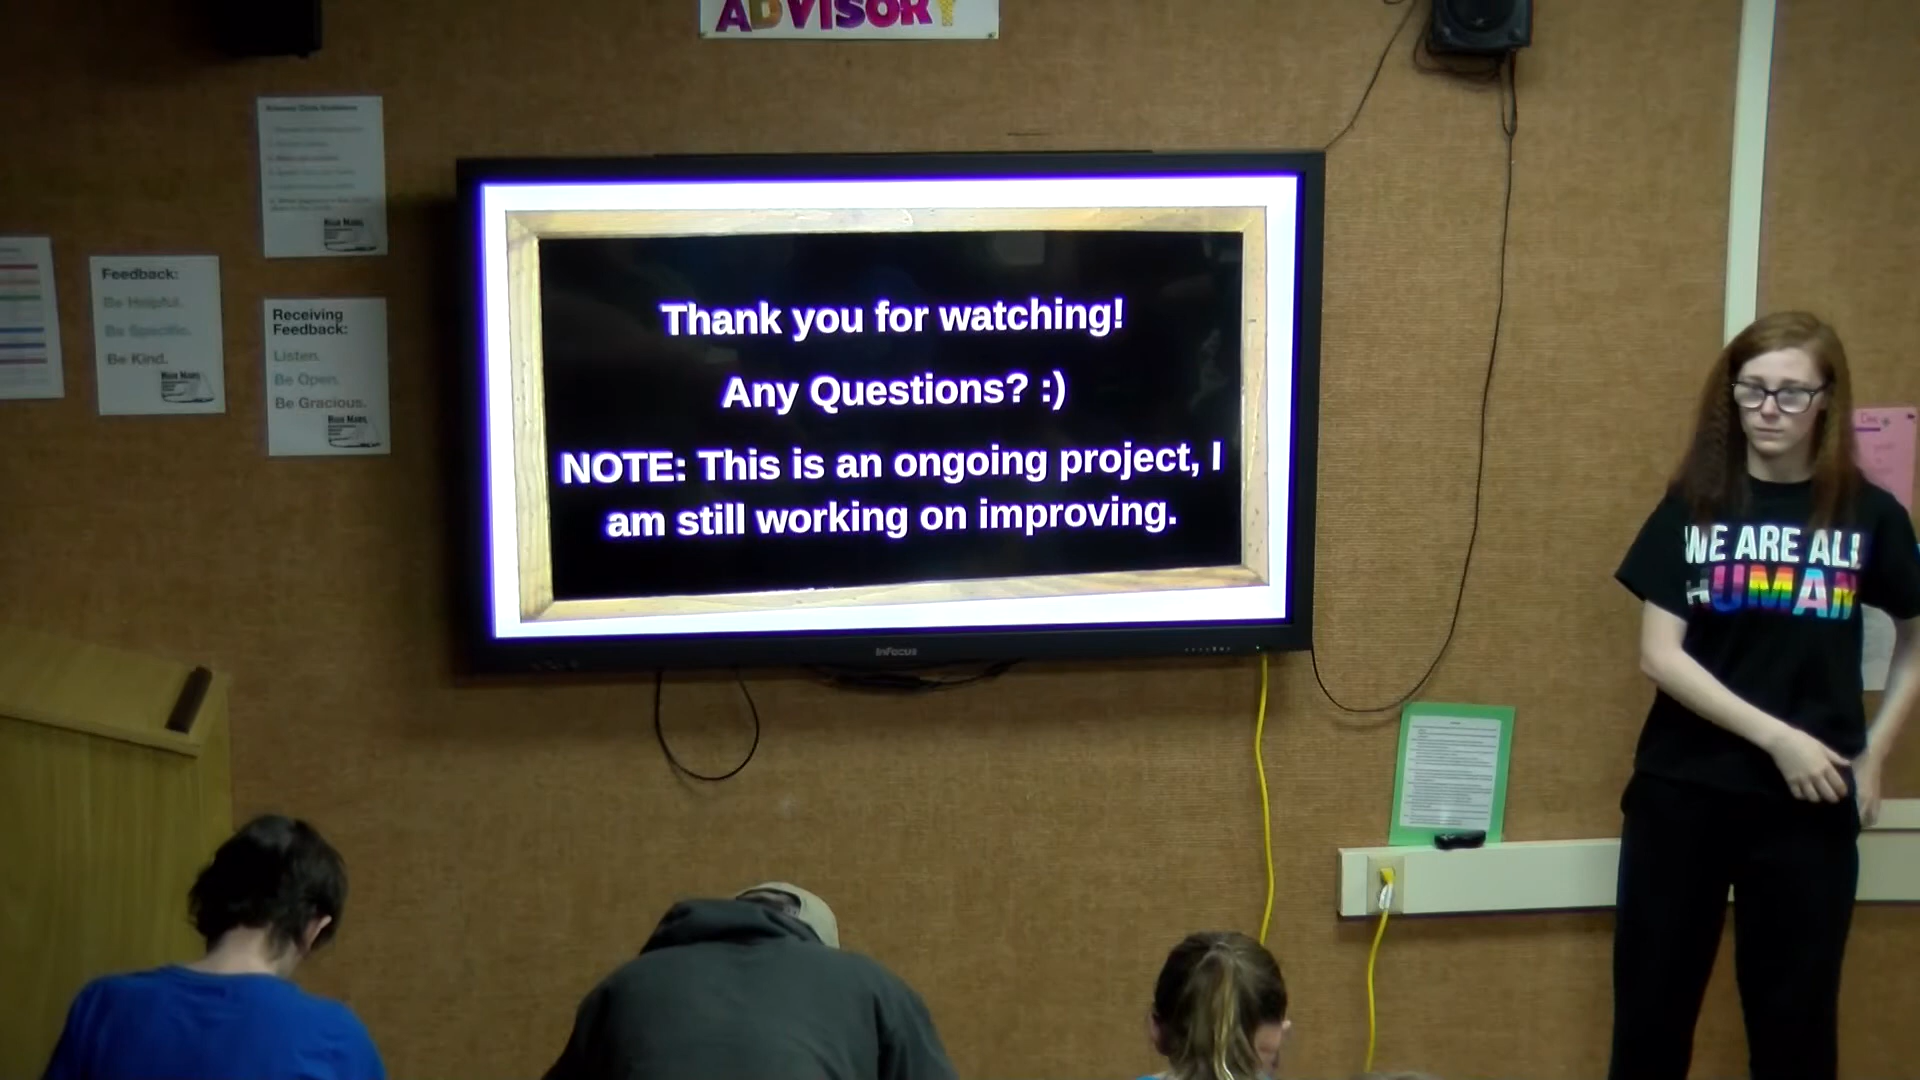 ADVISORY
Feedback:
Be Helpful.
Be Specific.
Be Kind.
Receiving
Feedback:
Listen.
Be Open.
Be Gracious.
Thank you for watching!
Any Questions? :)
NOTE: This is an ongoing project, I
am still working on improving.
InFocus
WE ARE ALL
HUMAN